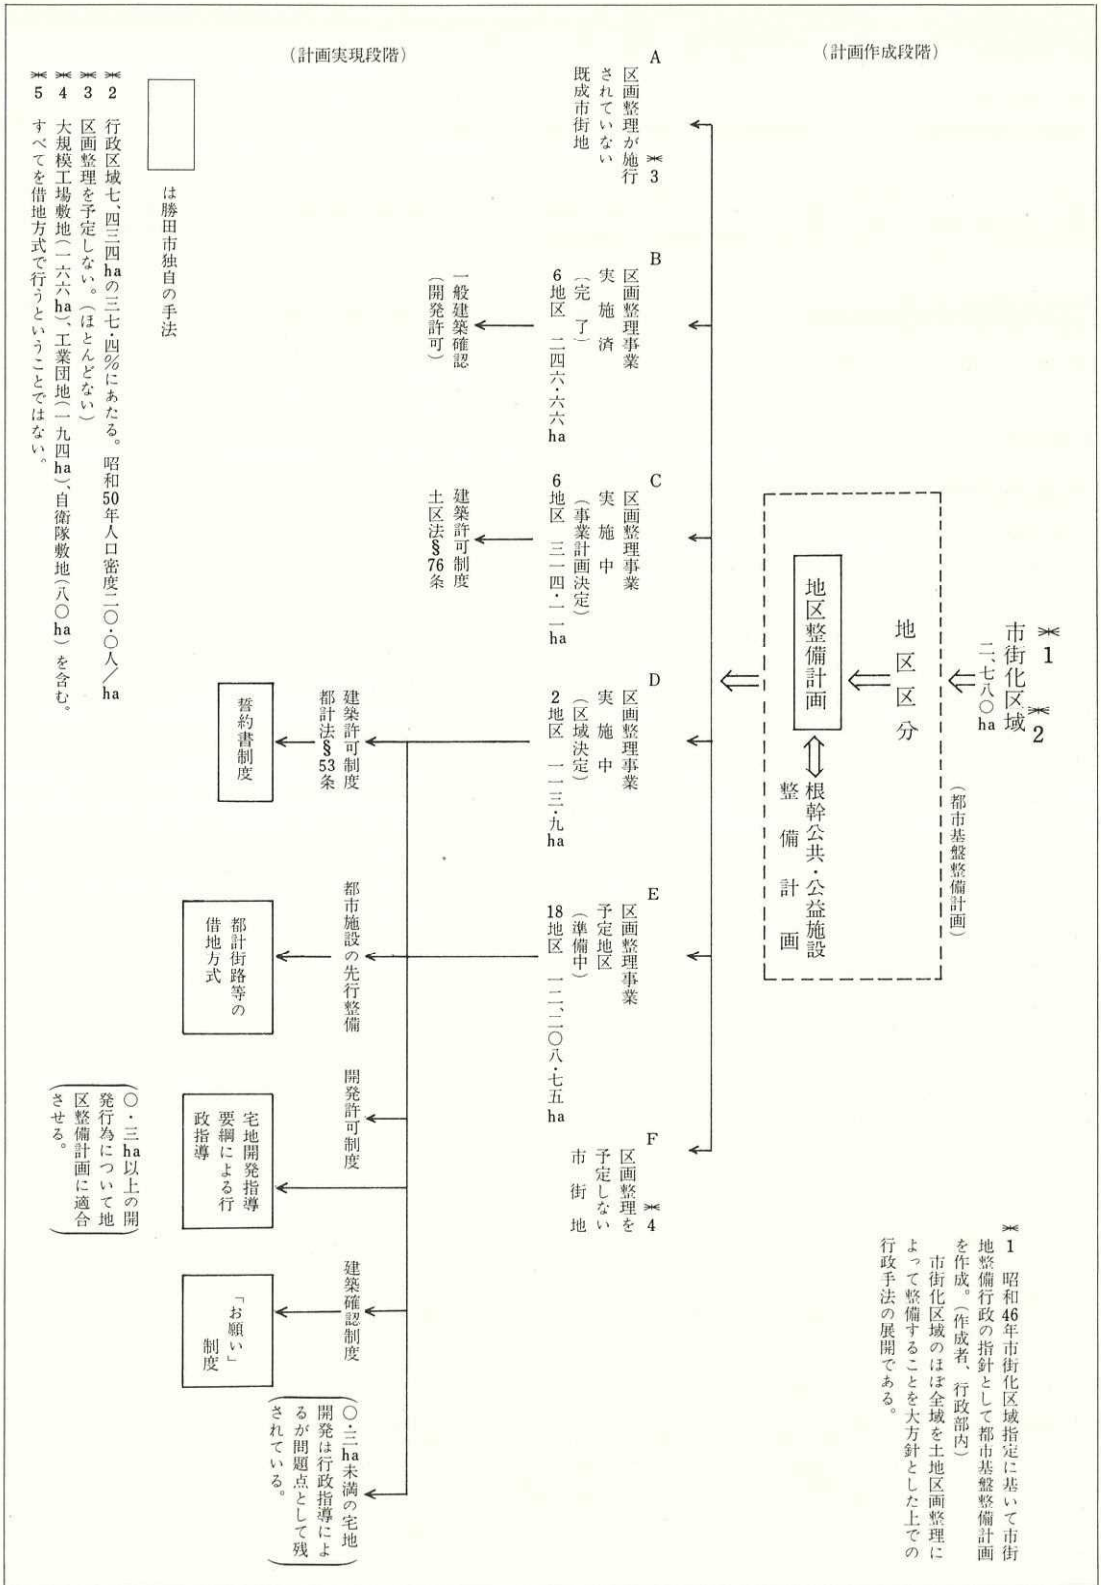 (計画作成段階)
※1 ※2
市街化区域
二、七八〇ha
(都市基盤整備計画)
地区区分
地区整備計画
根幹公共・公益施設
整備計画
※1 昭和46年市街化区域指定に基いて市街
地整備行政の指針として都市基盤整備計画
を作成。(作成者、行政部内)
市街化区域のほぼ全域を土地区画整理に
よって整備することを大方針とした上での
行政手法の展開である。
A
区画整理が施行
されていない
既成市街地
※3
B
区画整理事業
実施済
(完了)
6地区 二四六・六六ha
C
区画整理事業
実施中
(事業計画決定)
6地区 三一四・一一ha
D
区画整理事業
実施中
(区域決定)
2地区 一一三・九ha
E
区画整理事業
予定地区
(準備中)
18地区 一二、二〇八・七五ha
F
区画整理を
予定しない
市街地
※4
(計画実現段階)
一般建築確認
(開発許可)
建築許可制度
土区法§76条
建築許可制度
都計法§53条
誓約書制度
都市施設の先行整備
都計街路等の
借地方式
開発許可制度
宅地開発指導
要綱による行
政指導
(〇・三ha以上の開
発行為について地
区整備計画に適合
させる。)
建築確認制度
「お願い」
制度
(〇・三ha未満の宅地
開発は行政指導によ
るが問題点として残
されている。)
は勝田市独自の手法
※2 行政区域七、四三四haの三七・四%にあたる。昭和50年人口密度二〇・〇人/ha
※3 区画整理を予定しない。(ほとんどない)
※4 大規模工場敷地(一六六ha)、工業団地(一九四ha)、自衛隊敷地(八〇ha)を含む。
※5 すべてを借地方式で行うということではない。